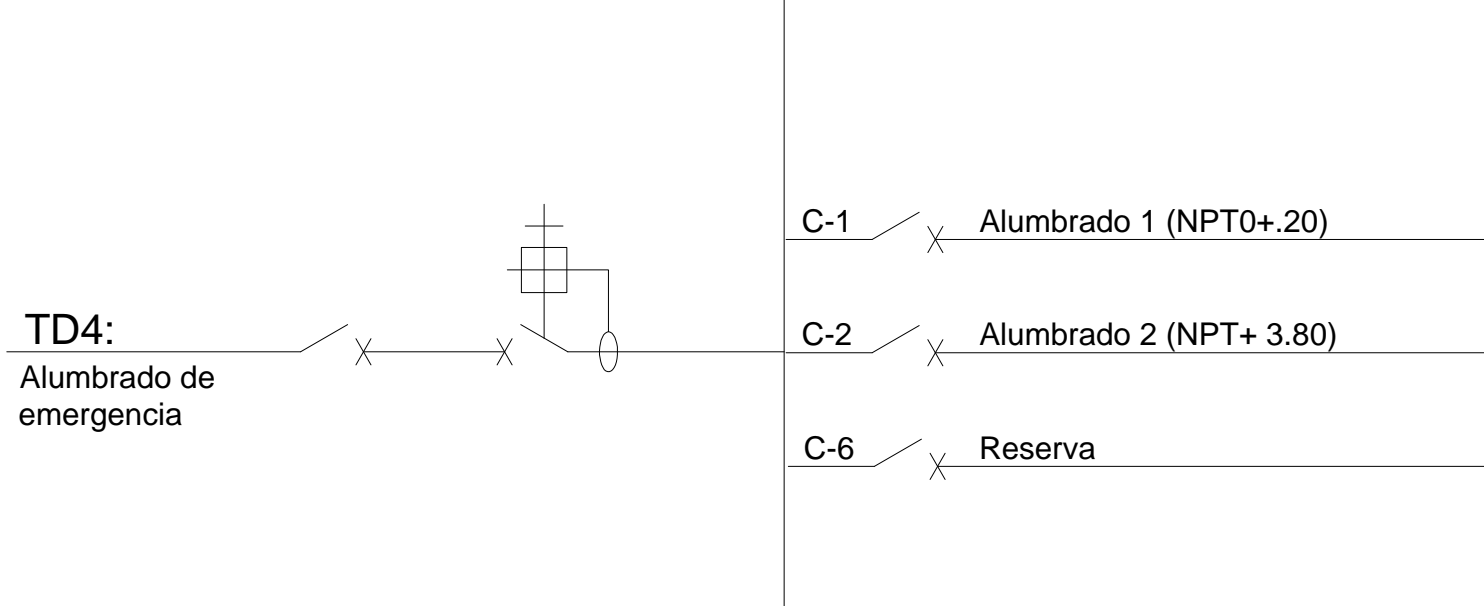 TD4:
Alumbrado de
emergencia
C-1 Alumbrado 1 (NPT0+.20)
C-2 Alumbrado 2 (NPT+ 3.80)
C-6 Reserva